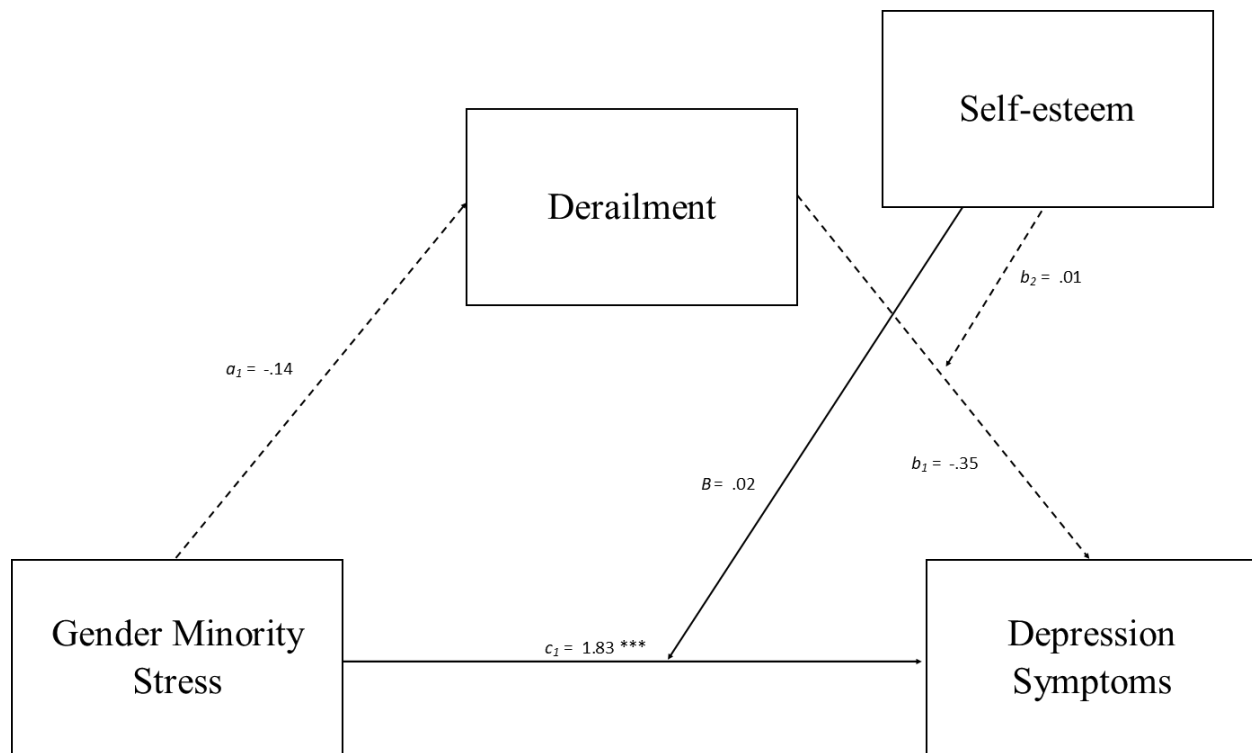 Self-esteem
Derailment
b2 = .01
a1 = -.14
b1 = -.35
B = .02
Gender Minority
Stress
c1 = 1.83 ***
Depression
Symptoms